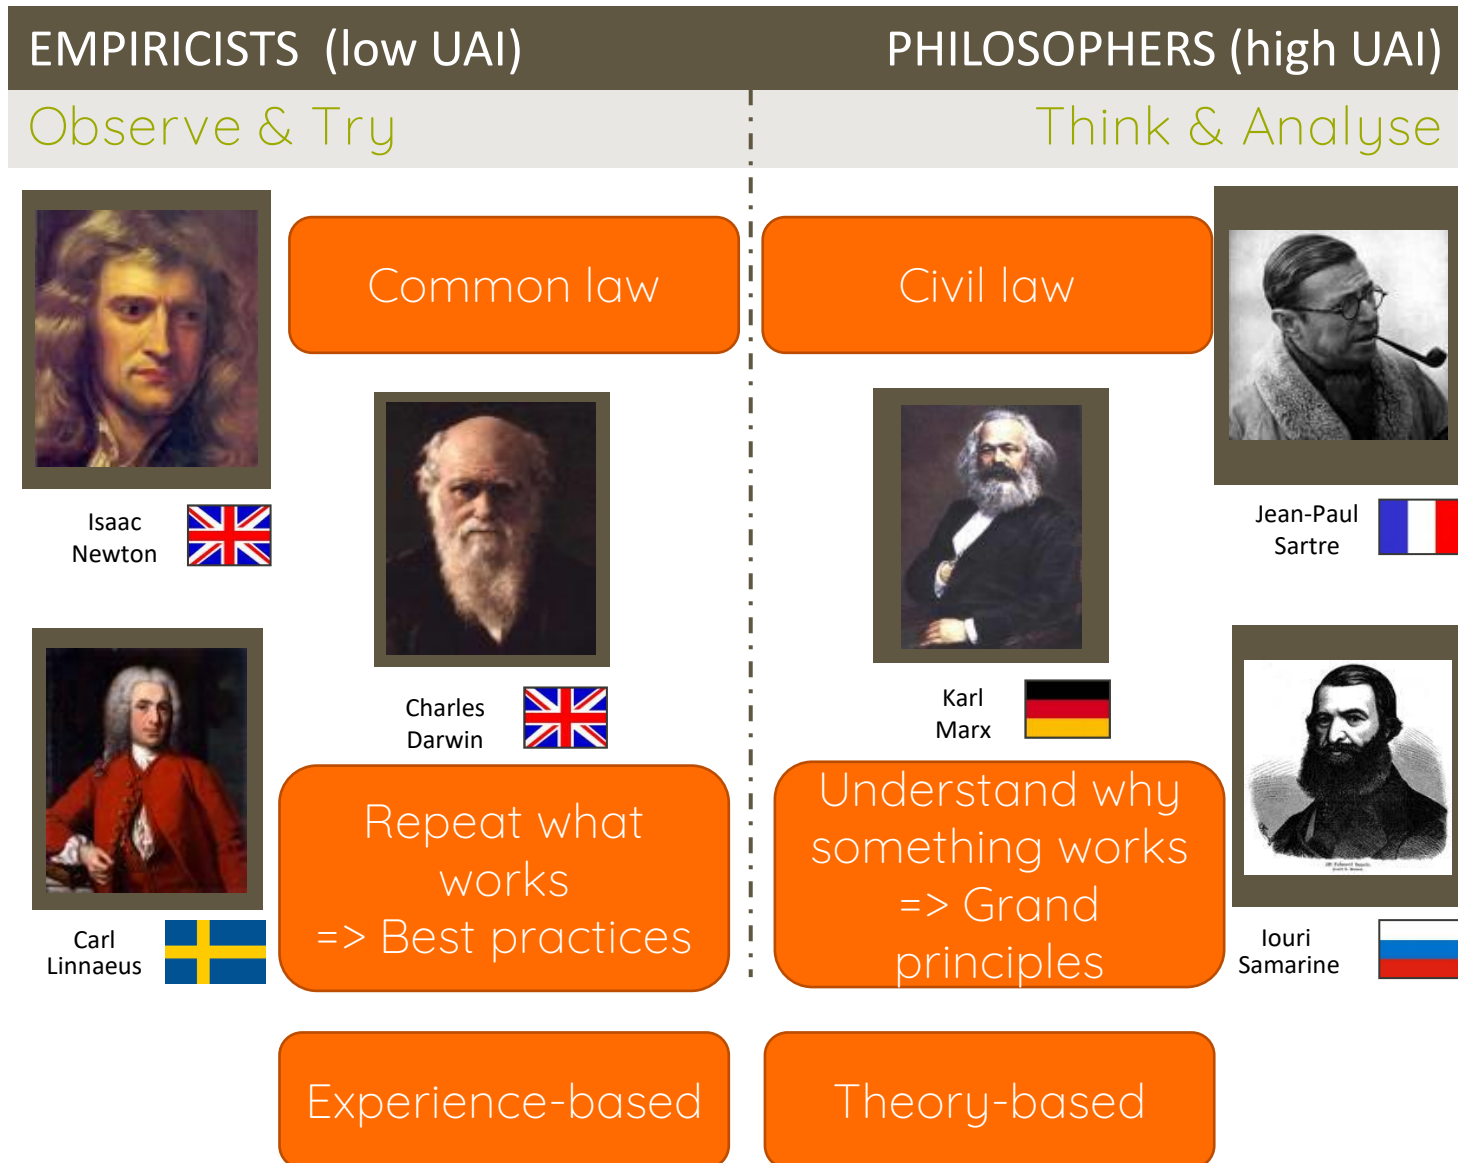 EMPIRICISTS (low UAI)
PHILOSOPHERS (high UAI)
Observe & Try
Think & Analyse
Common law
Civil law
Isaac
Newton
Jean-Paul
Sartre
Charles
Darwin
Karl
Marx
Carl
Linnaeus
Iouri
Samarine
Repeat what
works
=> Best practices
Understand why
something works
=> Grand
principles
Experience-based
Theory-based